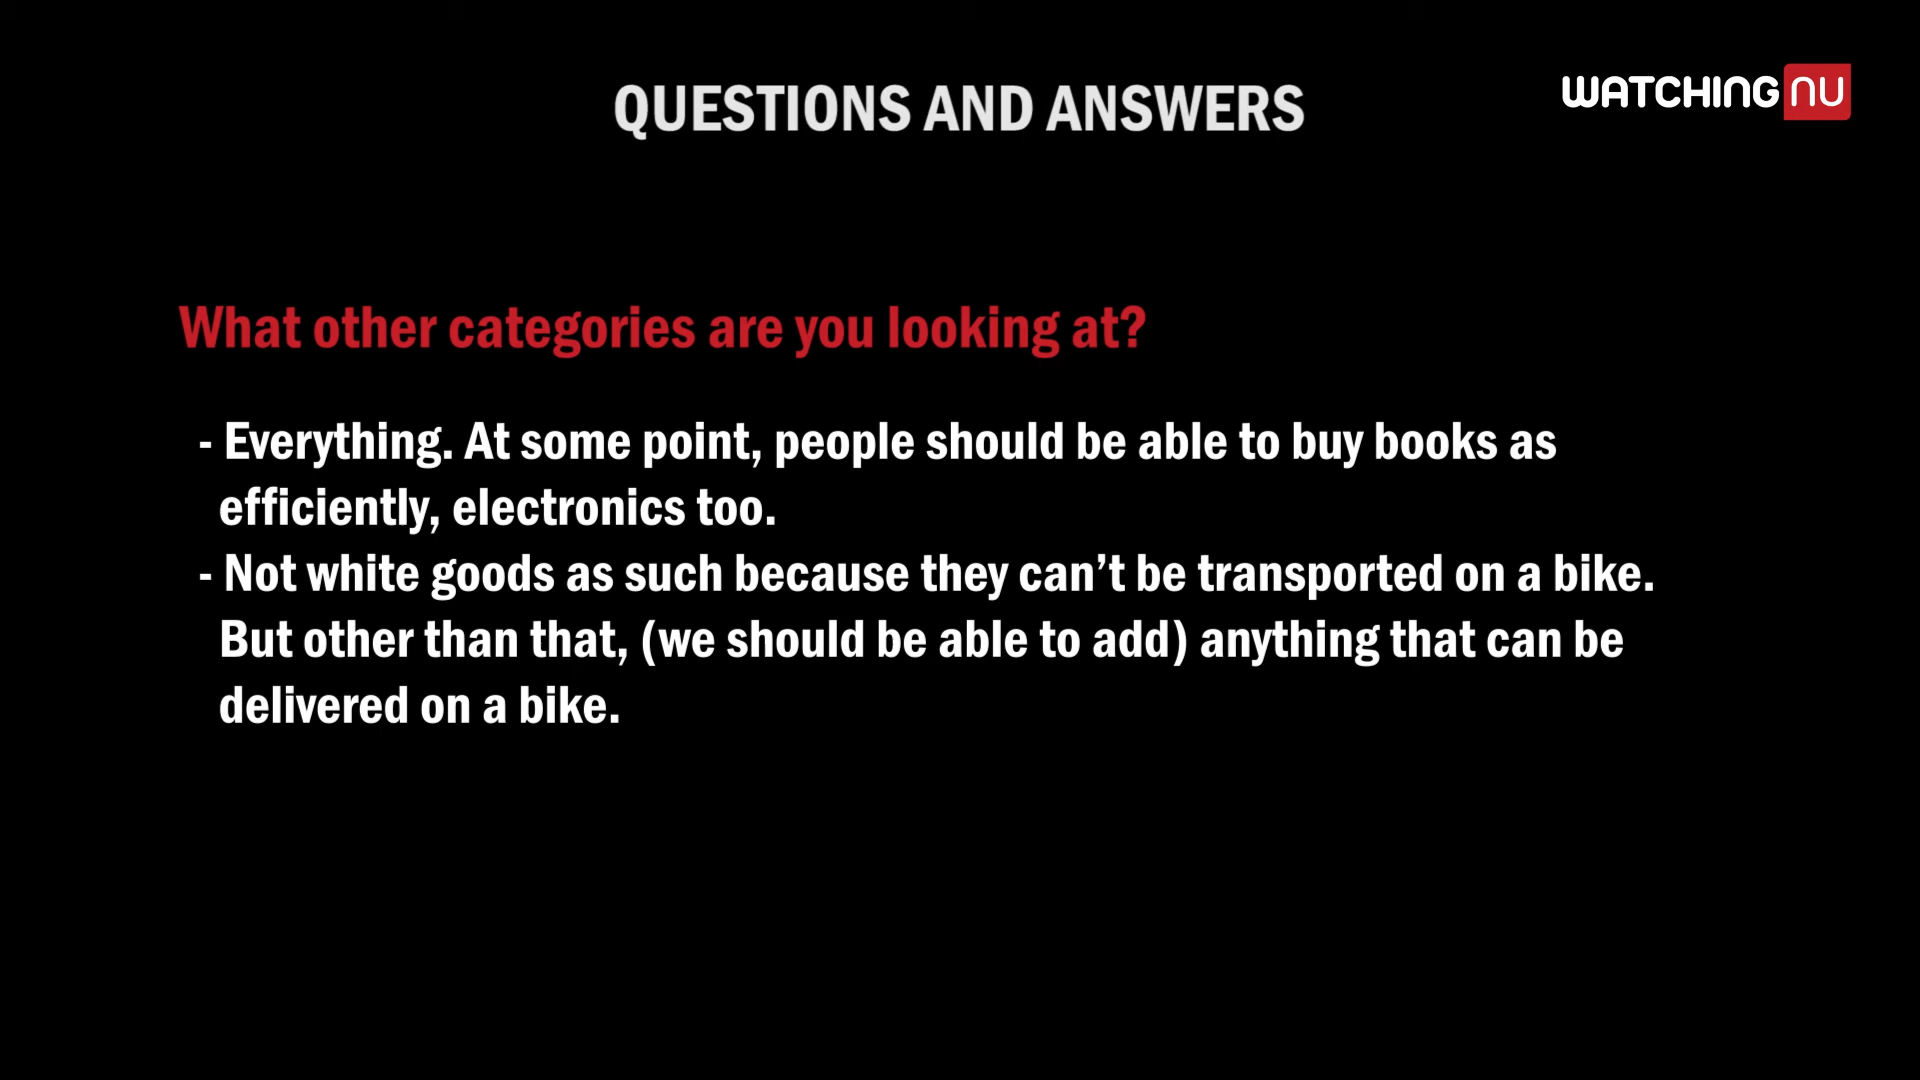 QUESTIONS AND ANSWERS
WATCHING NU
What other categories are you looking at?
- Everything. At some point, people should be able to buy books as
efficiently, electronics too.
- Not white goods as such because they can’t be transported on a bike.
But other than that, (we should be able to add) anything that can be
delivered on a bike.